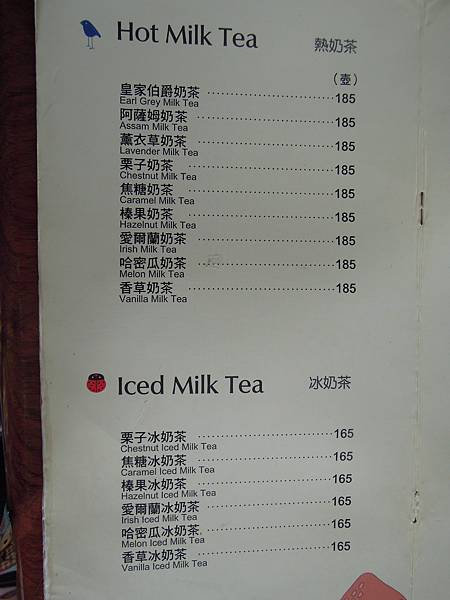 Hot Milk Tea 熱奶茶
(壺)
皇家伯爵奶茶 185
Earl Grey Milk Tea
阿薩姆奶茶 185
Assam Milk Tea
薰衣草奶茶 185
Lavender Milk Tea
栗子奶茶 185
Chestnut Milk Tea
焦糖奶茶 185
Caramel Milk Tea
榛果奶茶 185
Hazelnut Milk Tea
愛爾蘭奶茶 185
Irish Milk Tea
哈密瓜奶茶 185
Melon Milk Tea
香草奶茶 185
Vanilla Milk Tea
Iced Milk Tea 冰奶茶
栗子冰奶茶 165
Chestnut Iced Milk Tea
焦糖冰奶茶 165
Caramel Iced Milk Tea
榛果冰奶茶 165
Hazelnut Iced Milk Tea
愛爾蘭冰奶茶 165
Irish Iced Milk Tea
哈密瓜冰奶茶 165
Melon Iced Milk Tea
香草冰奶茶 165
Vanilla Iced Milk Tea